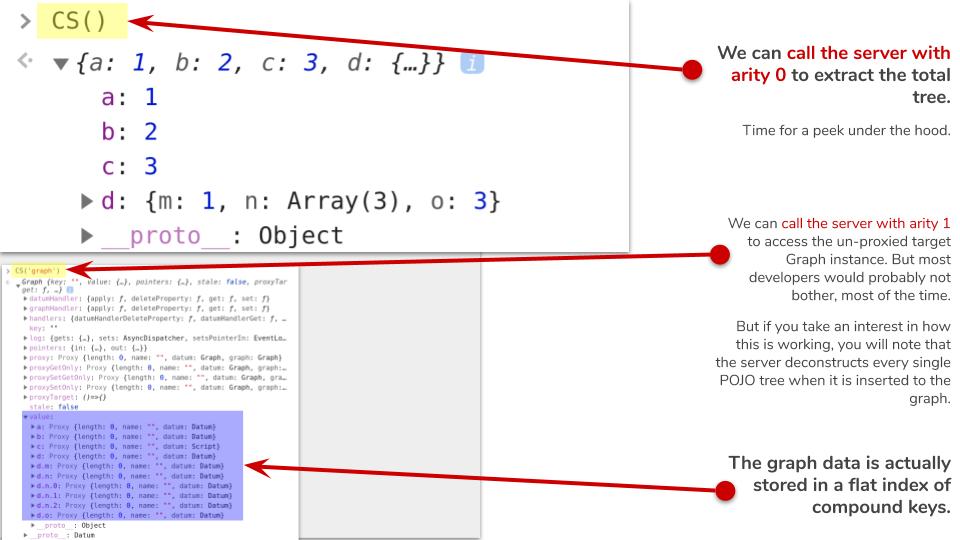 > CS()
{a: 1, b: 2, c: 3, d: {…}} i
a: 1
b: 2
c: 3
d: {m: 1, n: Array(3), o: 3}
__proto__: Object
We can call the server with
arity 0 to extract the total
tree.
Time for a peek under the hood.
We can call the server with arity 1
to access the un-proxied target
Graph instance. But most
developers would probably not
bother, most of the time.
But if you take an interest in how
this is working, you will note that
the server deconstructs every single
POJO tree when it is inserted to the
graph.
The graph data is actually
stored in a flat index of
compound keys.
> CS('graph')
Graph {key: "", value: {…}, pointers: {…}, stale: false, proxyTar
get: ƒ, …} i
datumHandler: {apply: ƒ, deleteProperty: ƒ, get: ƒ, set: ƒ}
graphHandler: {apply: ƒ, deleteProperty: ƒ, get: ƒ, set: ƒ}
handlers: {datumHandlerDeleteProperty: ƒ, datumHandlerGet: ƒ, …
key: ""
log: {gets: {…}, sets: AsyncDispatcher, setsPointerIn: EventLo…
pointers: {in: {…}, out: {…}}
proxy: Proxy {length: 0, name: "", datum: Graph, graph: Graph}
proxyGetOnly: Proxy {length: 0, name: "", datum: Graph, graph:…
proxySetGetOnly: Proxy {length: 0, name: "", datum: Graph, gra…
proxySetOnly: Proxy {length: 0, name: "", datum: Graph, graph:…
proxyTarget: ()=>{}
stale: false
value:
a: Proxy {length: 0, name: "", datum: Datum}
b: Proxy {length: 0, name: "", datum: Datum}
c: Proxy {length: 0, name: "", datum: Script}
d: Proxy {length: 0, name: "", datum: Datum}
d.m: Proxy {length: 0, name: "", datum: Datum}
d.n: Proxy {length: 0, name: "", datum: Datum}
d.n.0: Proxy {length: 0, name: "", datum: Datum}
d.n.1: Proxy {length: 0, name: "", datum: Datum}
d.n.2: Proxy {length: 0, name: "", datum: Datum}
d.o: Proxy {length: 0, name: "", datum: Datum}
__proto__: Object
__proto__: Datum